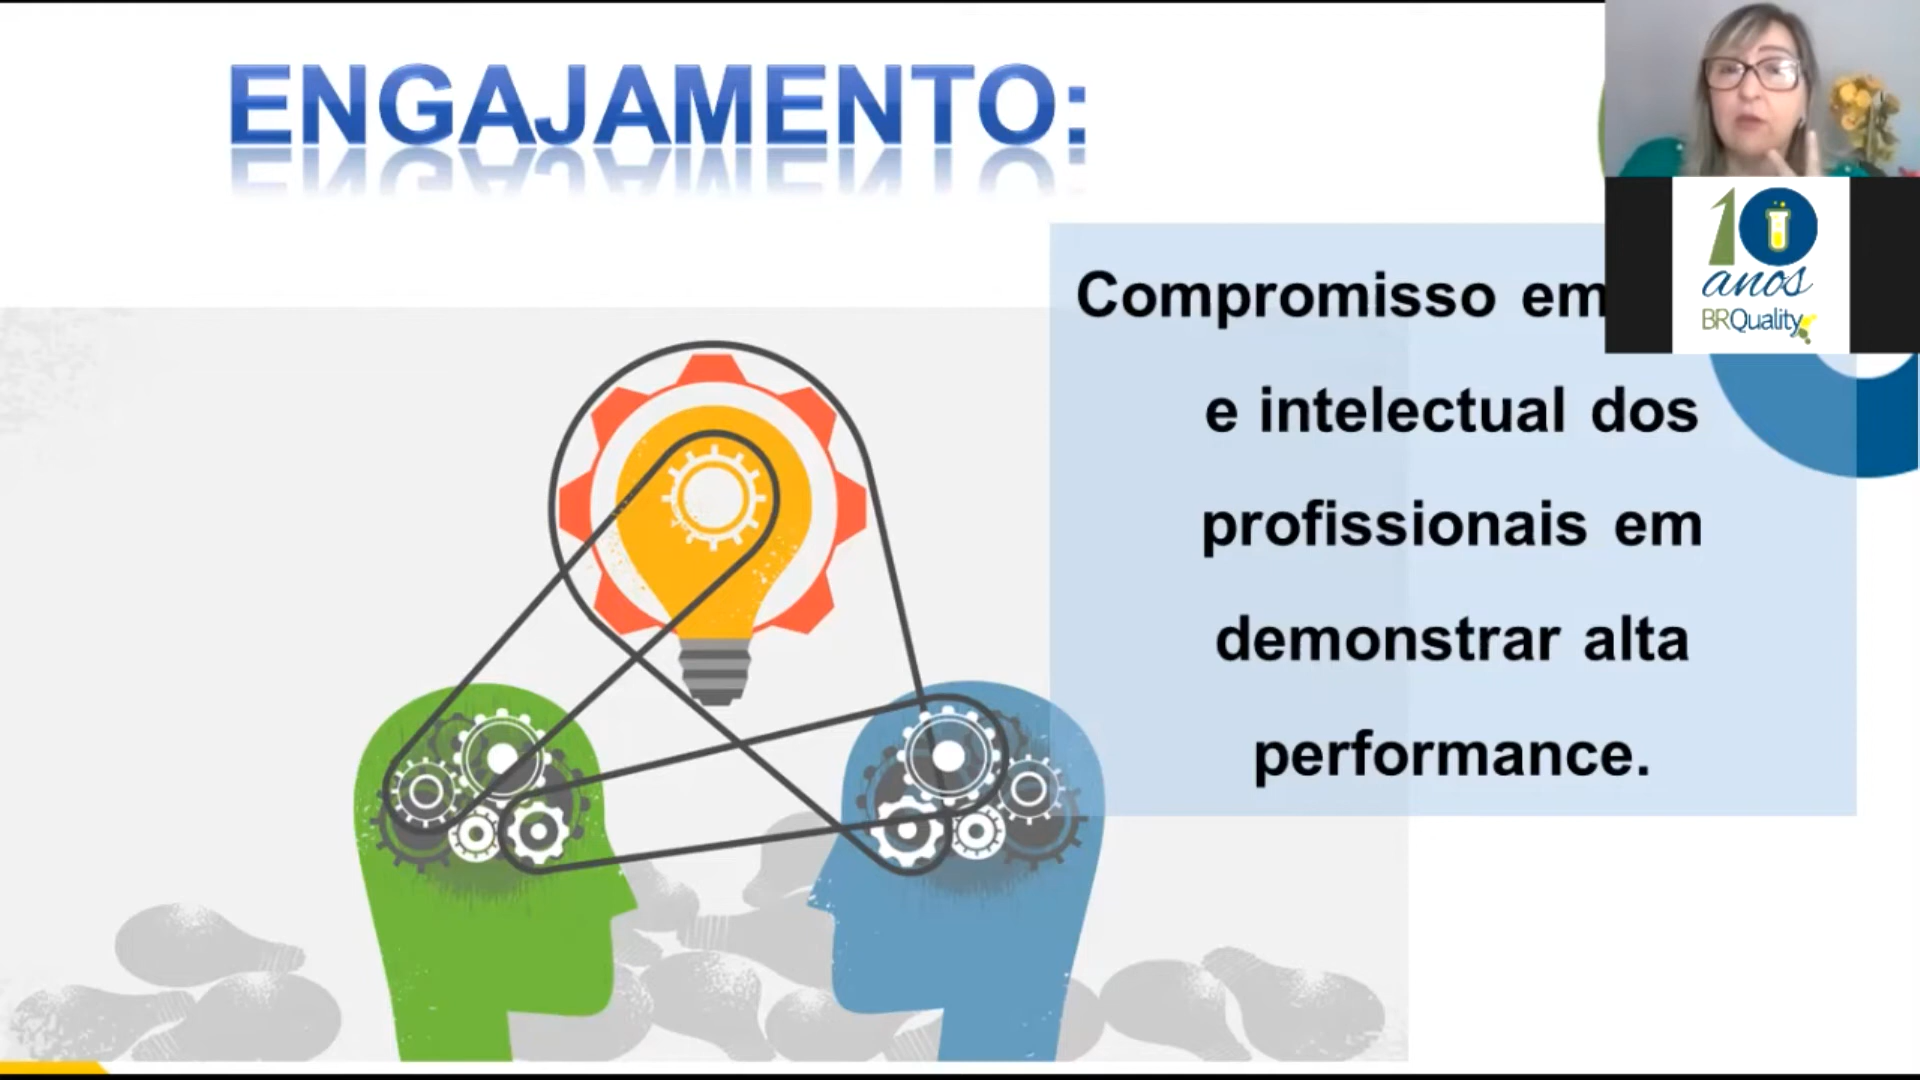 ENGAJAMENTO:
Compromisso em
e intelectual dos
profissionais em
demonstrar alta
performance.
10
anos
BRQuality